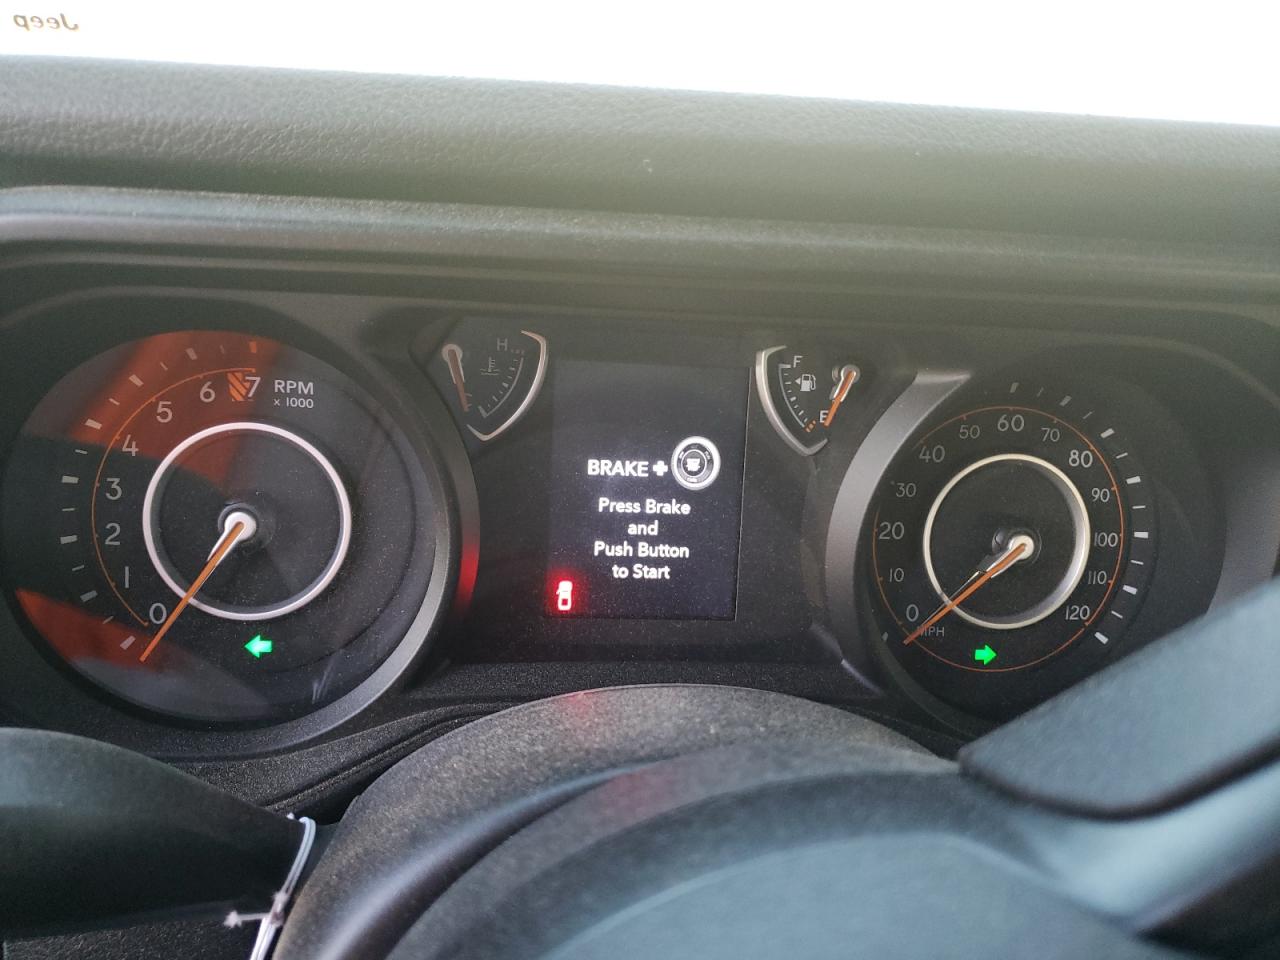 Jeep
H
F
E
7
6
5
4
3
2
1
0
RPM
x 1000
BRAKE +
Press Brake
and
Push Button
to Start
0
10
20
30
40
50
60
70
80
90
100
110
120
MPH